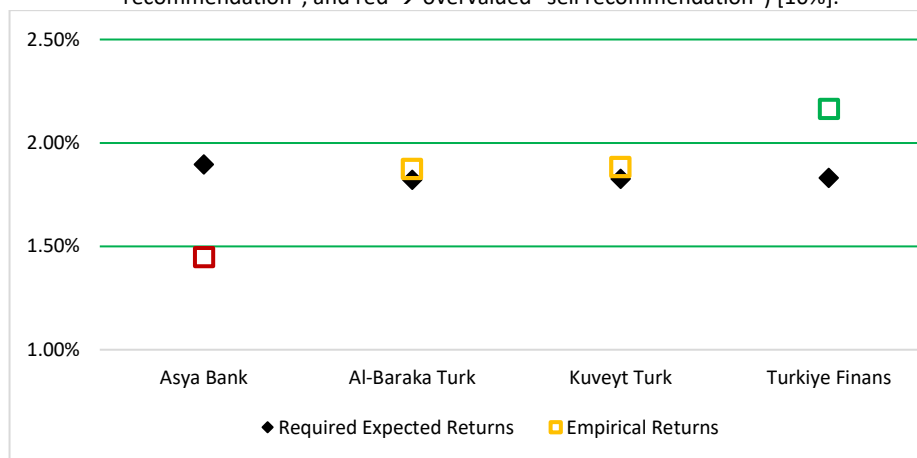 recommendation", and red → overvalued "sell recommendation") [10%].
2.50%
2.00%
1.50%
1.00%
Asya Bank Al-Baraka Turk Kuveyt Turk Turkiye Finans
Required Expected Returns Empirical Returns